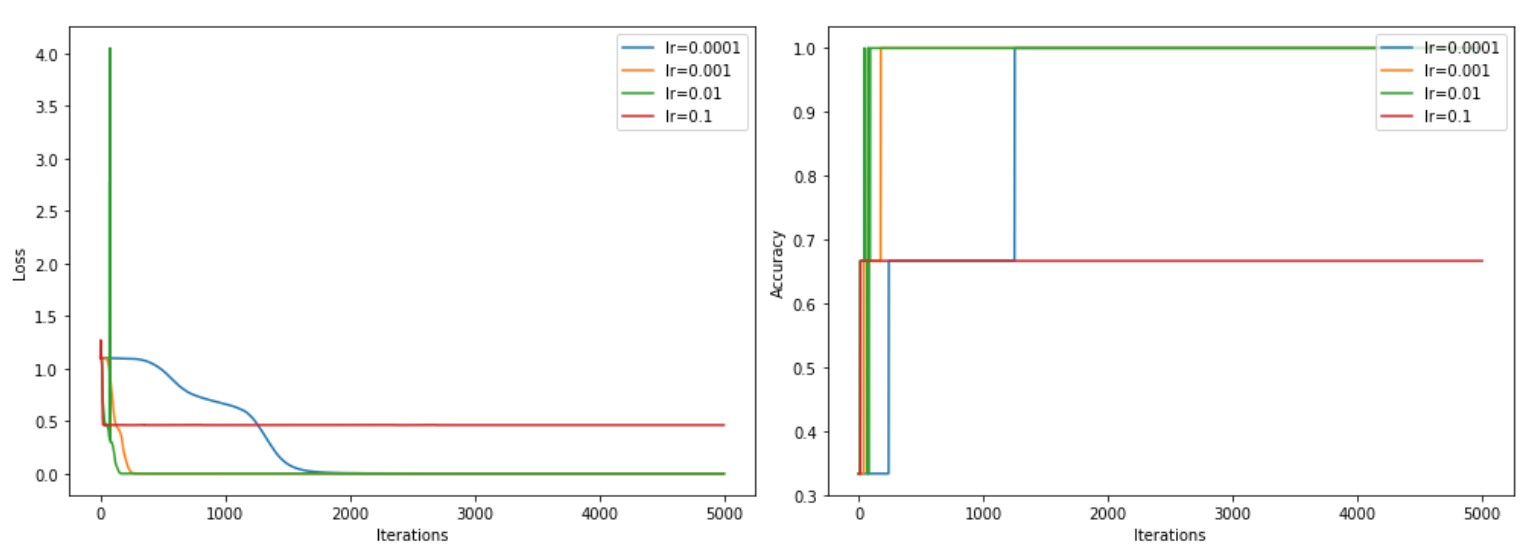 4.0
3.5
3.0
2.5
2.0
1.5
1.0
0.5
0.0
Loss
0 1000 2000 3000 4000 5000
Iterations
lr=0.0001
lr=0.001
lr=0.01
lr=0.1
1.0
0.9
0.8
0.7
0.6
0.5
0.4
0.3
Accuracy
0 1000 2000 3000 4000 5000
Iterations
lr=0.0001
lr=0.001
lr=0.01
lr=0.1